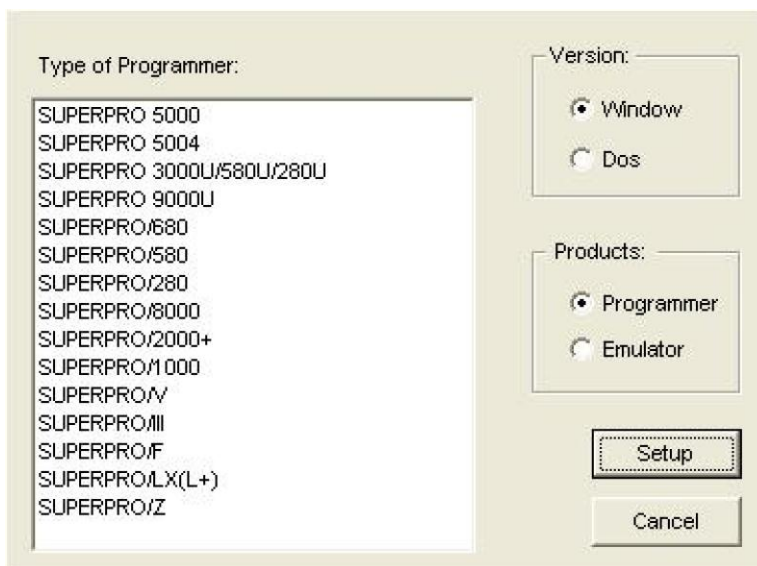 Type of Programmer:
SUPERPRO 5000
SUPERPRO 5004
SUPERPRO 3000U/580U/280U
SUPERPRO 9000U
SUPERPRO/680
SUPERPRO/580
SUPERPRO/280
SUPERPRO/8000
SUPERPRO/2000+
SUPERPRO/1000
SUPERPRO/V
SUPERPRO/III
SUPERPRO/F
SUPERPRO/LX(L+)
SUPERPRO/Z
Version:
Window
Dos
Products:
Programmer
Emulator
Setup
Cancel